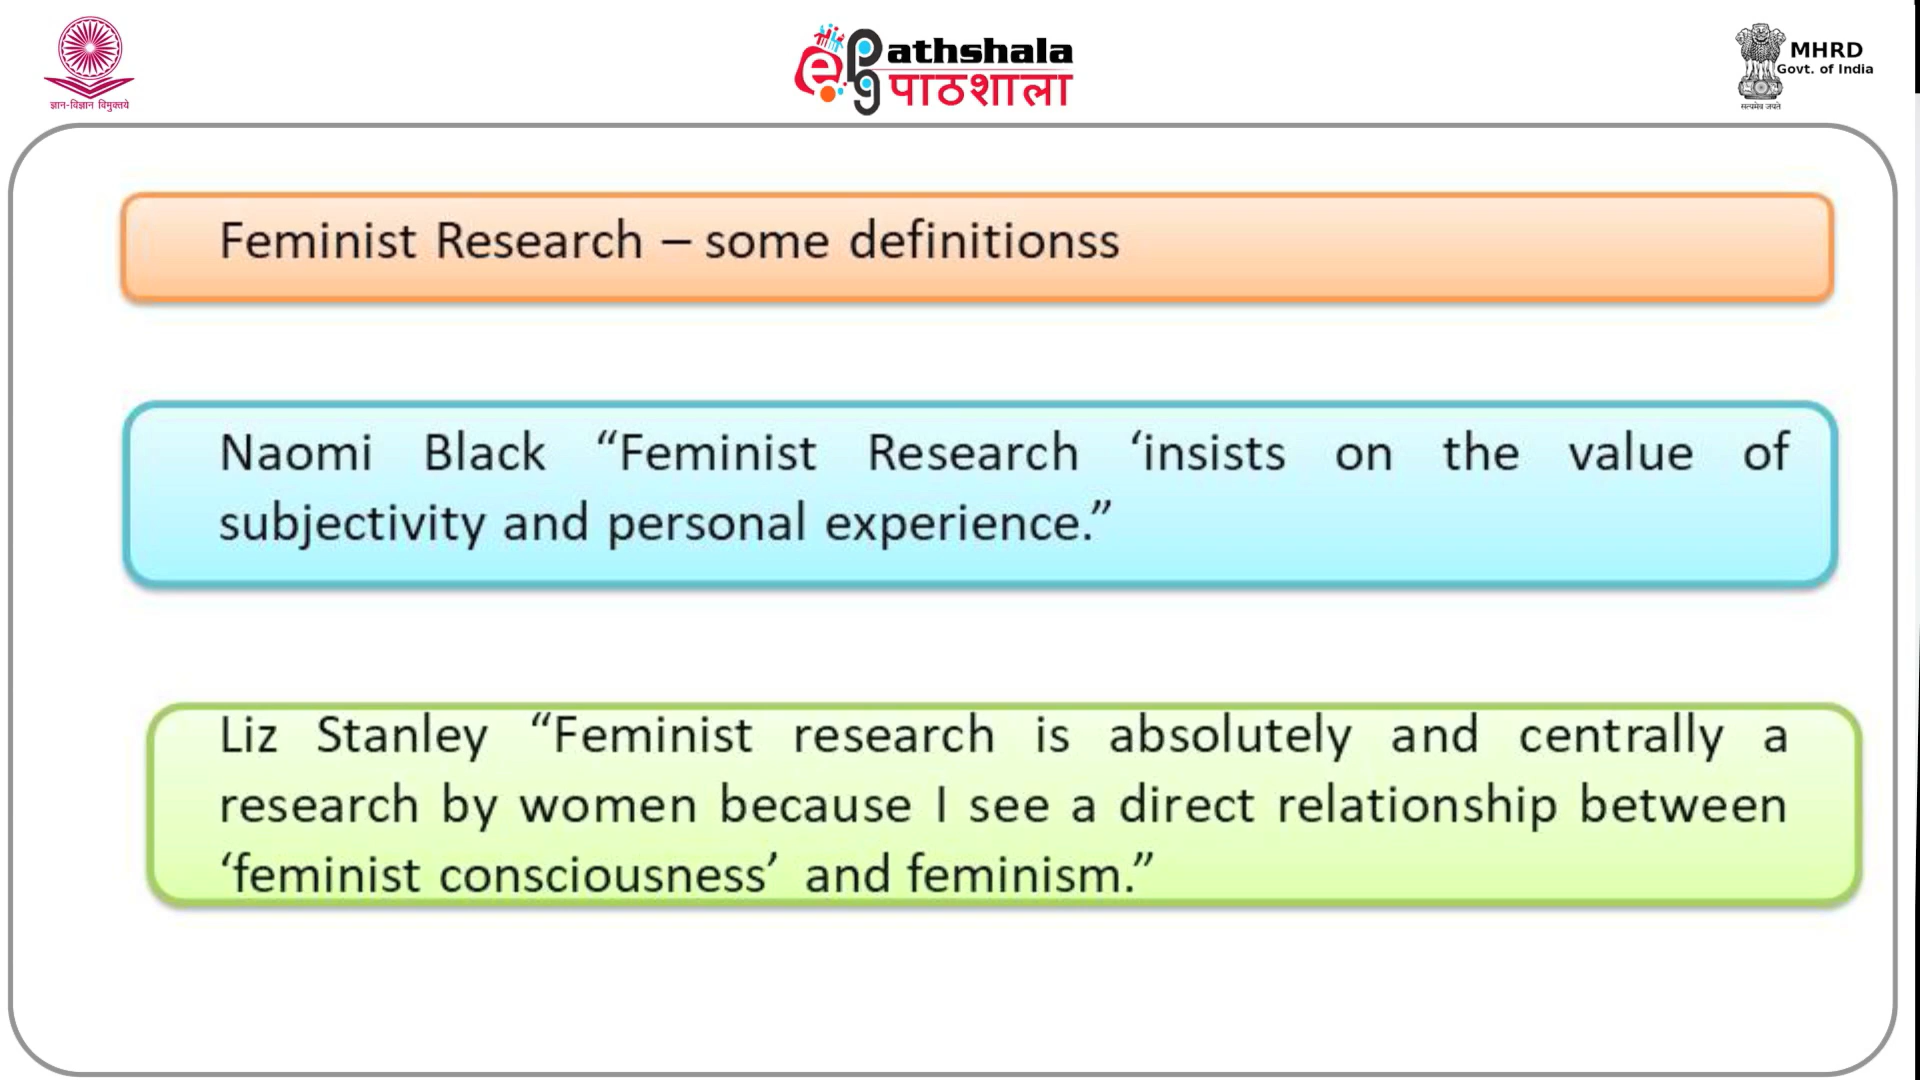 ज्ञान-विज्ञान विमुक्तये
e pg athshala
पाठशाला
MHRD
Govt. of India
सत्यमेव जयते
Feminist Research – some definitionss
Naomi Black “Feminist Research ‘insists on the value of
subjectivity and personal experience.”
Liz Stanley “Feminist research is absolutely and centrally a
research by women because I see a direct relationship between
‘feminist consciousness’ and feminism.”